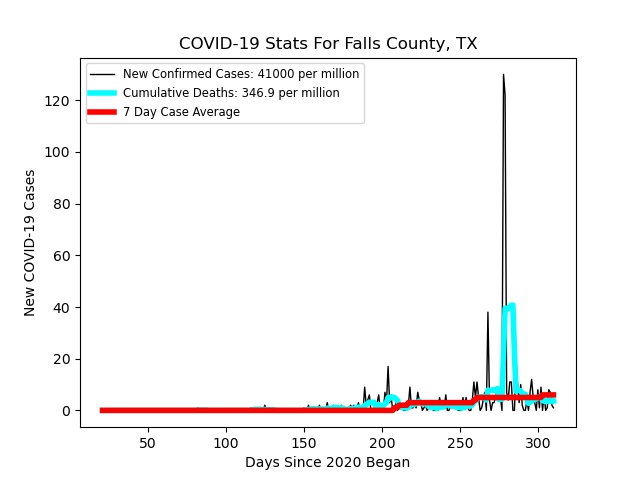 COVID-19 Stats For Falls County, TX
New Confirmed Cases: 41000 per million
Cumulative Deaths: 346.9 per million
7 Day Case Average
New COVID-19 Cases
120
100
80
60
40
20
0
50
100
150
200
250
300
Days Since 2020 Began